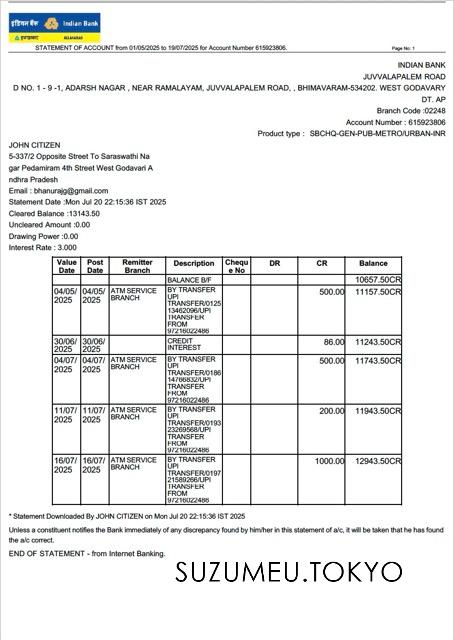 इंडियन बैंक Indian Bank
इलाहाबाद ALLAHABAD
STATEMENT OF ACCOUNT from 01/05/2025 to 19/07/2025 for Account Number 615923806.
Page No: 1
INDIAN BANK
JUVVALAPALEM ROAD
D NO. 1 - 9 -1, ADARSH NAGAR , NEAR RAMALAYAM, JUVVALAPALEM ROAD, , BHIMAVARAM-534202. WEST GODAVARY
DT. AP
Branch Code :02248
Account Number : 615923806
Product type : SBCHQ-GEN-PUB-METRO/URBAN-INR
JOHN CITIZEN
5-337/2 Opposite Street To Saraswathi Na
gar Pedamiram 4th Street West Godavari A
ndhra Pradesh
Email : bhanurajg@gmail.com
Statement Date :Mon Jul 20 22:15:36 IST 2025
Cleared Balance :13143.50
Uncleared Amount :0.00
Drawing Power :0.00
Interest Rate : 3.000
Value Date Post Date Remitter Branch Description Chequ e No DR CR Balance
BALANCE B/F 10657.50CR
04/05/ 04/05/ ATM SERVICE BY TRANSFER 500.00 11157.50CR
2025 2025 BRANCH UPI
TRANSFER/0125
13462096/UPI
TRANSFER
FROM
97216022486
30/06/ 30/06/ CREDIT 86.00 11243.50CR
2025 2025 INTEREST
04/07/ 04/07/ ATM SERVICE BY TRANSFER 500.00 11743.50CR
2025 2025 BRANCH UPI
TRANSFER/0186
14766832/UPI
TRANSFER
FROM
97216022486
11/07/ 11/07/ ATM SERVICE BY TRANSFER 200.00 11943.50CR
2025 2025 BRANCH UPI
TRANSFER/0193
23269568/UPI
TRANSFER
FROM
97216022486
16/07/ 16/07/ ATM SERVICE BY TRANSFER 1000.00 12943.50CR
2025 2025 BRANCH UPI
TRANSFER/0197
21589266/UPI
TRANSFER
FROM
97216022486
* Statement Downloaded By JOHN CITIZEN on Mon Jul 20 22:15:36 IST 2025
Unless a constituent notifies the Bank immediately of any discrepancy found by him/her in this statement of a/c, it will be taken that he has found
the a/c correct.
END OF STATEMENT - from Internet Banking.
SUZUMEU.TOKYO